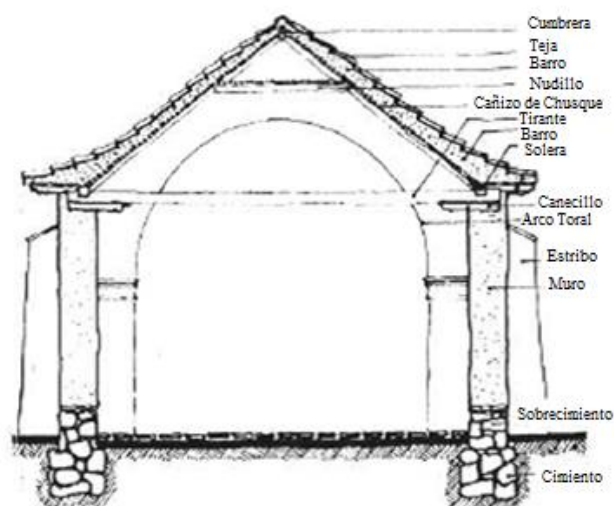 Cumbrera
Teja
Barro
Nudillo
Cañizo de Chusque
Tirante
Barro
Solera
Canecillo
Arco Toral
Estribo
Muro
Sobrecimiento
Cimiento